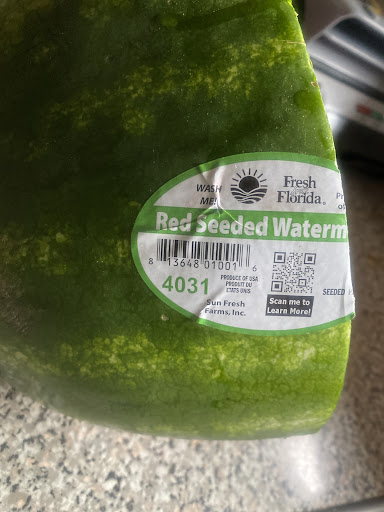 WASH
ME!
Fresh
Florida®
Red Seeded Waterm
8 13648 01001 6
4031
PRODUCE OF USA
PRODUIT DU
ETATS UNIS
Sun Fresh
Farms, Inc.
Scan me to
Learn More!
SEEDED